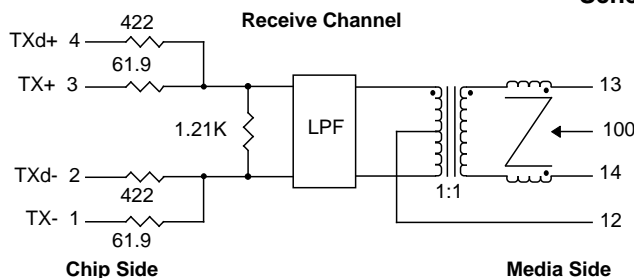 Receive Channel
TXd+ 4 422
TX+ 3 61.9
1.21K
LPF
TXd- 2 422
TX- 1 61.9
1:1
13
100
14
12
Chip Side
Media Side